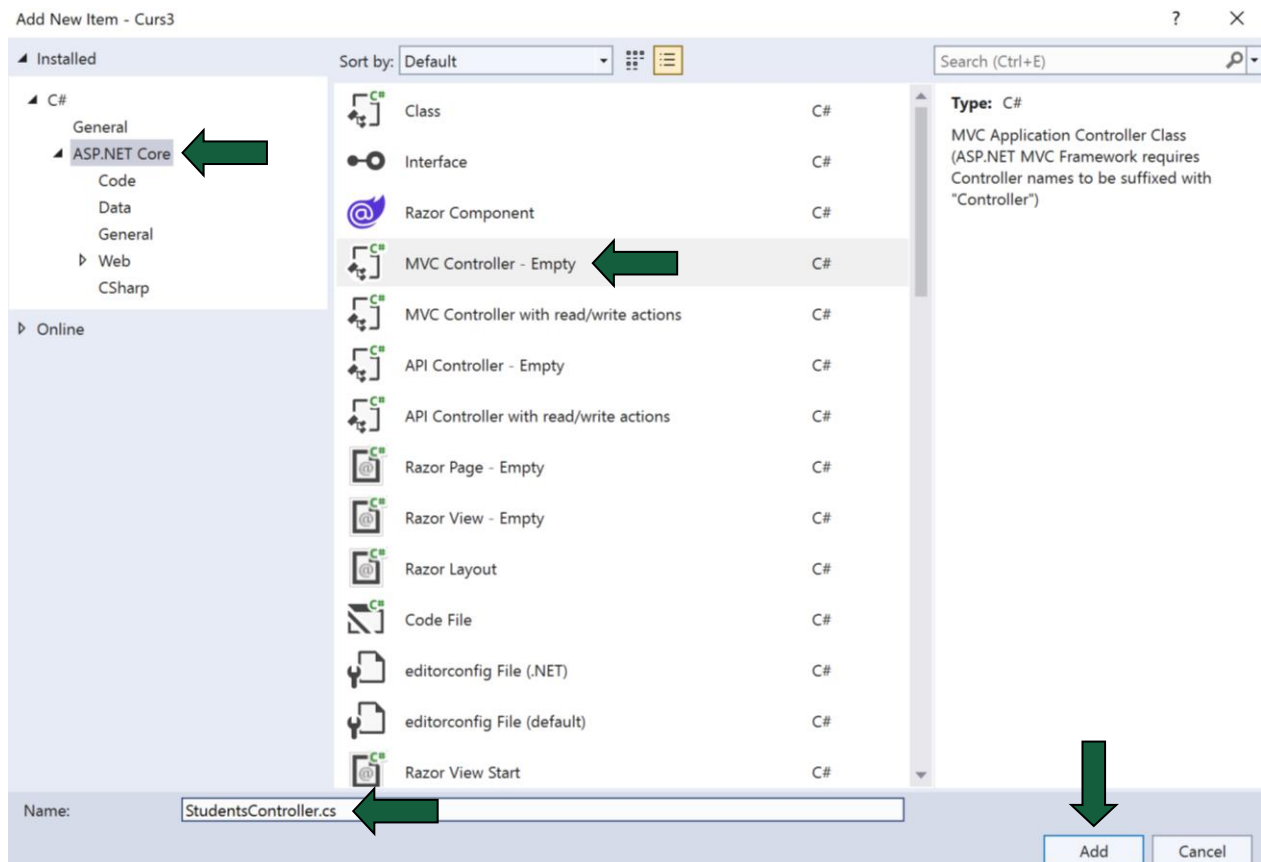 Add New Item - Curs3
? ×
Installed
Sort by: Default
Search (Ctrl+E)
C#
General
ASP.NET Core
Code
Data
General
Web
CSharp
Online
Class C#
Interface C#
Razor Component C#
MVC Controller - Empty C#
MVC Controller with read/write actions C#
API Controller - Empty C#
API Controller with read/write actions C#
Razor Page - Empty C#
Razor View - Empty C#
Razor Layout C#
Code File C#
editorconfig File (.NET) C#
editorconfig File (default) C#
Razor View Start C#
Type: C#
MVC Application Controller Class
(ASP.NET MVC Framework requires
Controller names to be suffixed with
"Controller")
Name: StudentsController.cs
Add Cancel